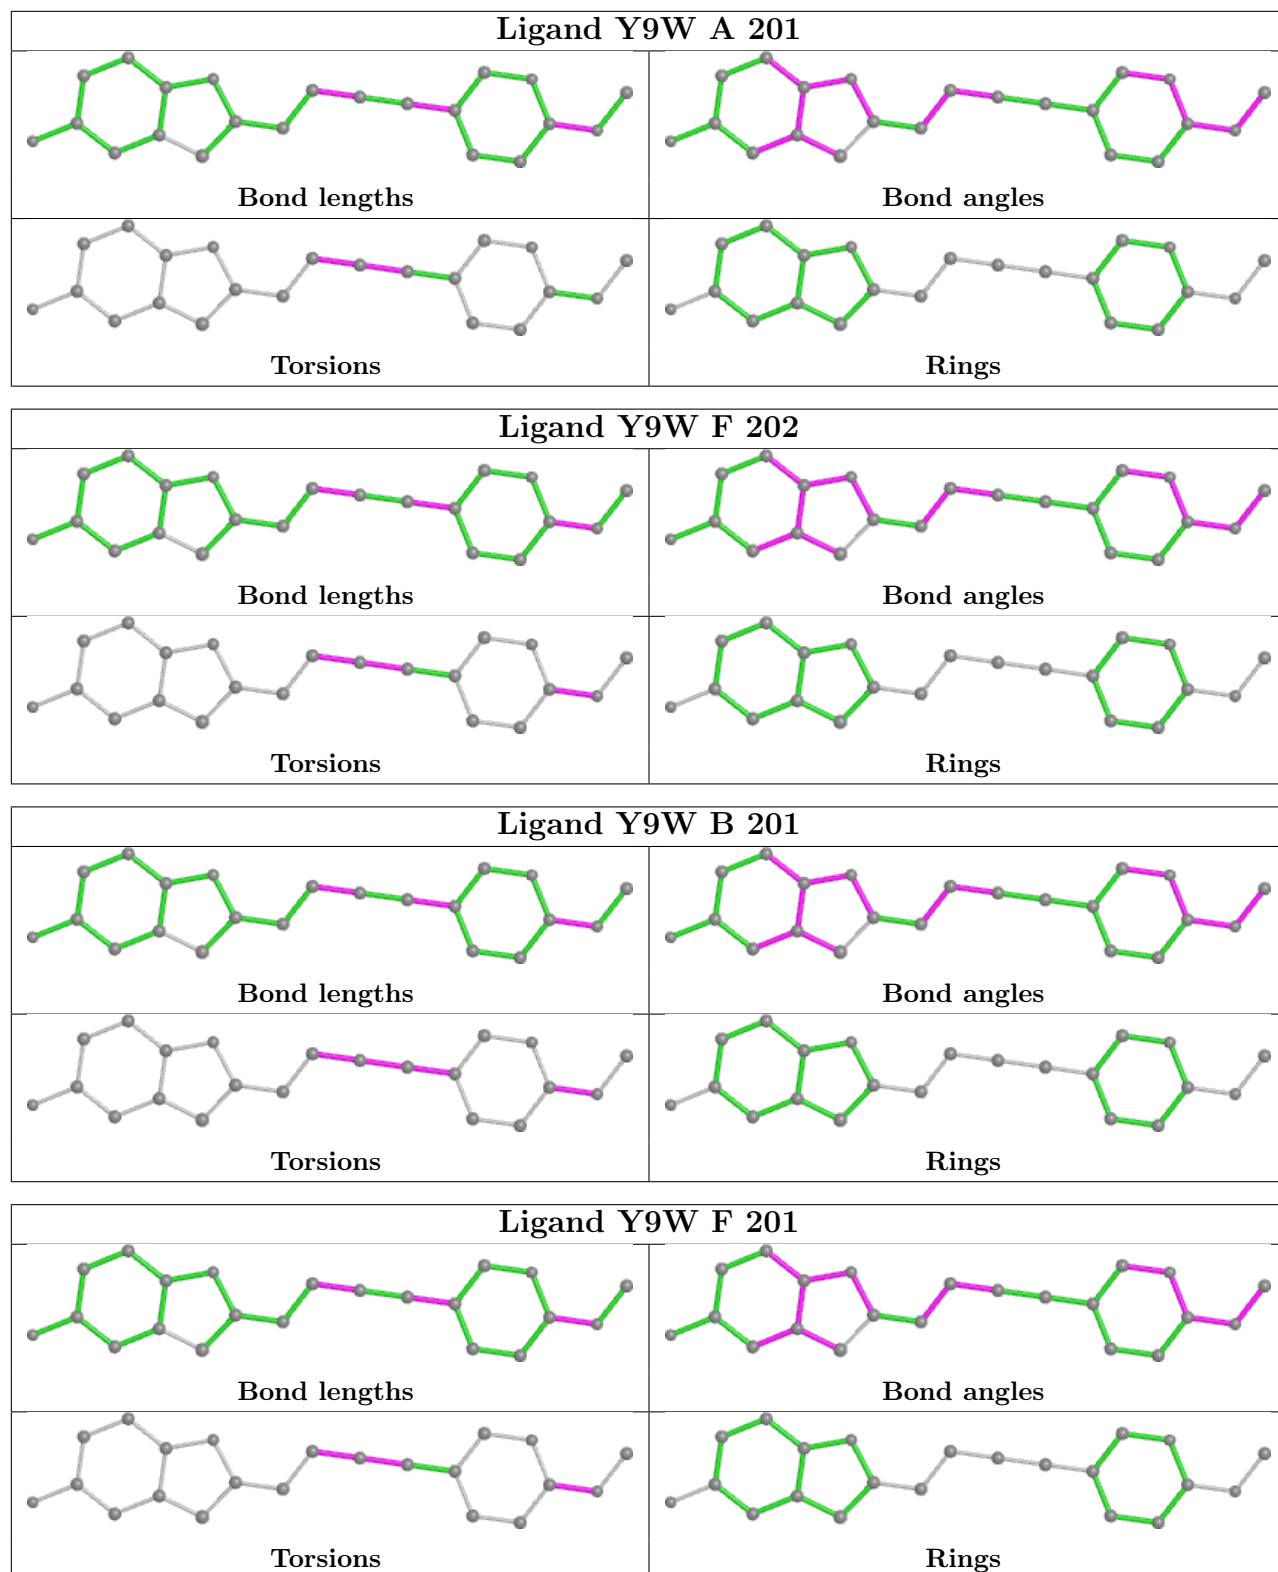 Ligand Y9W A 201
Bond lengths
Bond angles
Torsions
Rings
Ligand Y9W F 202
Bond lengths
Bond angles
Torsions
Rings
Ligand Y9W B 201
Bond lengths
Bond angles
Torsions
Rings
Ligand Y9W F 201
Bond lengths
Bond angles
Torsions
Rings